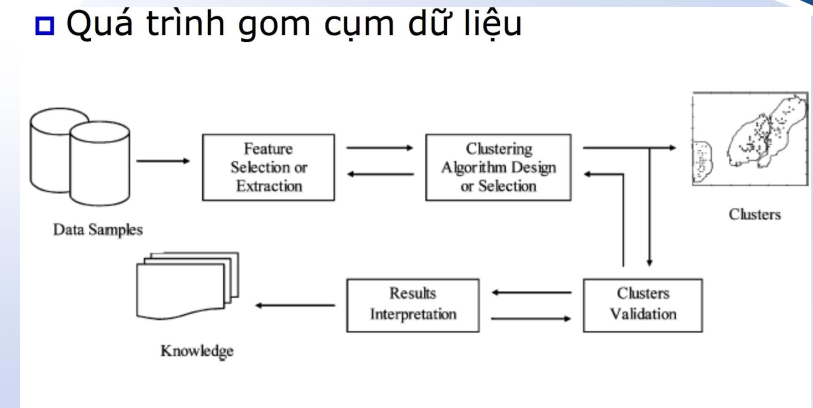 Quá trình gom cụm dữ liệu
Feature
Selection or
Extraction
Clustering
Algorithm Design
or Selection
Clusters
Data Samples
Results
Interpretation
Clusters
Validation
Knowledge